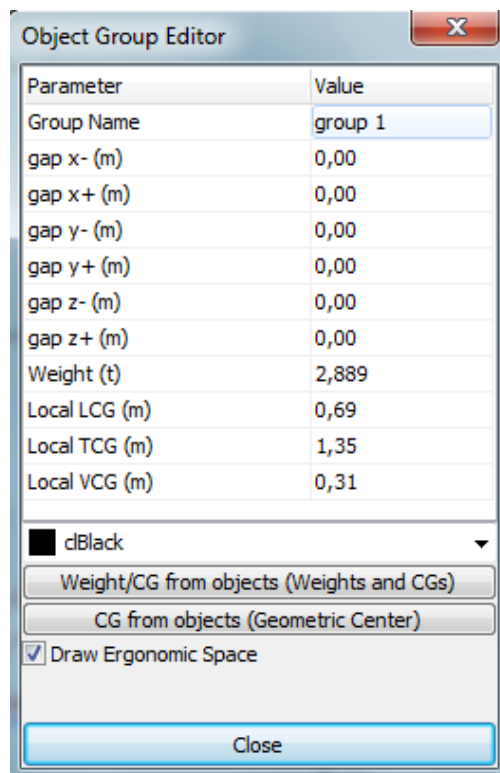 Object Group Editor
Parameter Value
Group Name group 1
gap x- (m) 0,00
gap x+ (m) 0,00
gap y- (m) 0,00
gap y+ (m) 0,00
gap z- (m) 0,00
gap z+ (m) 0,00
Weight (t) 2,889
Local LCG (m) 0,69
Local TCG (m) 1,35
Local VCG (m) 0,31
clBlack
Weight/CG from objects (Weights and CGs)
CG from objects (Geometric Center)
Draw Ergonomic Space
Close